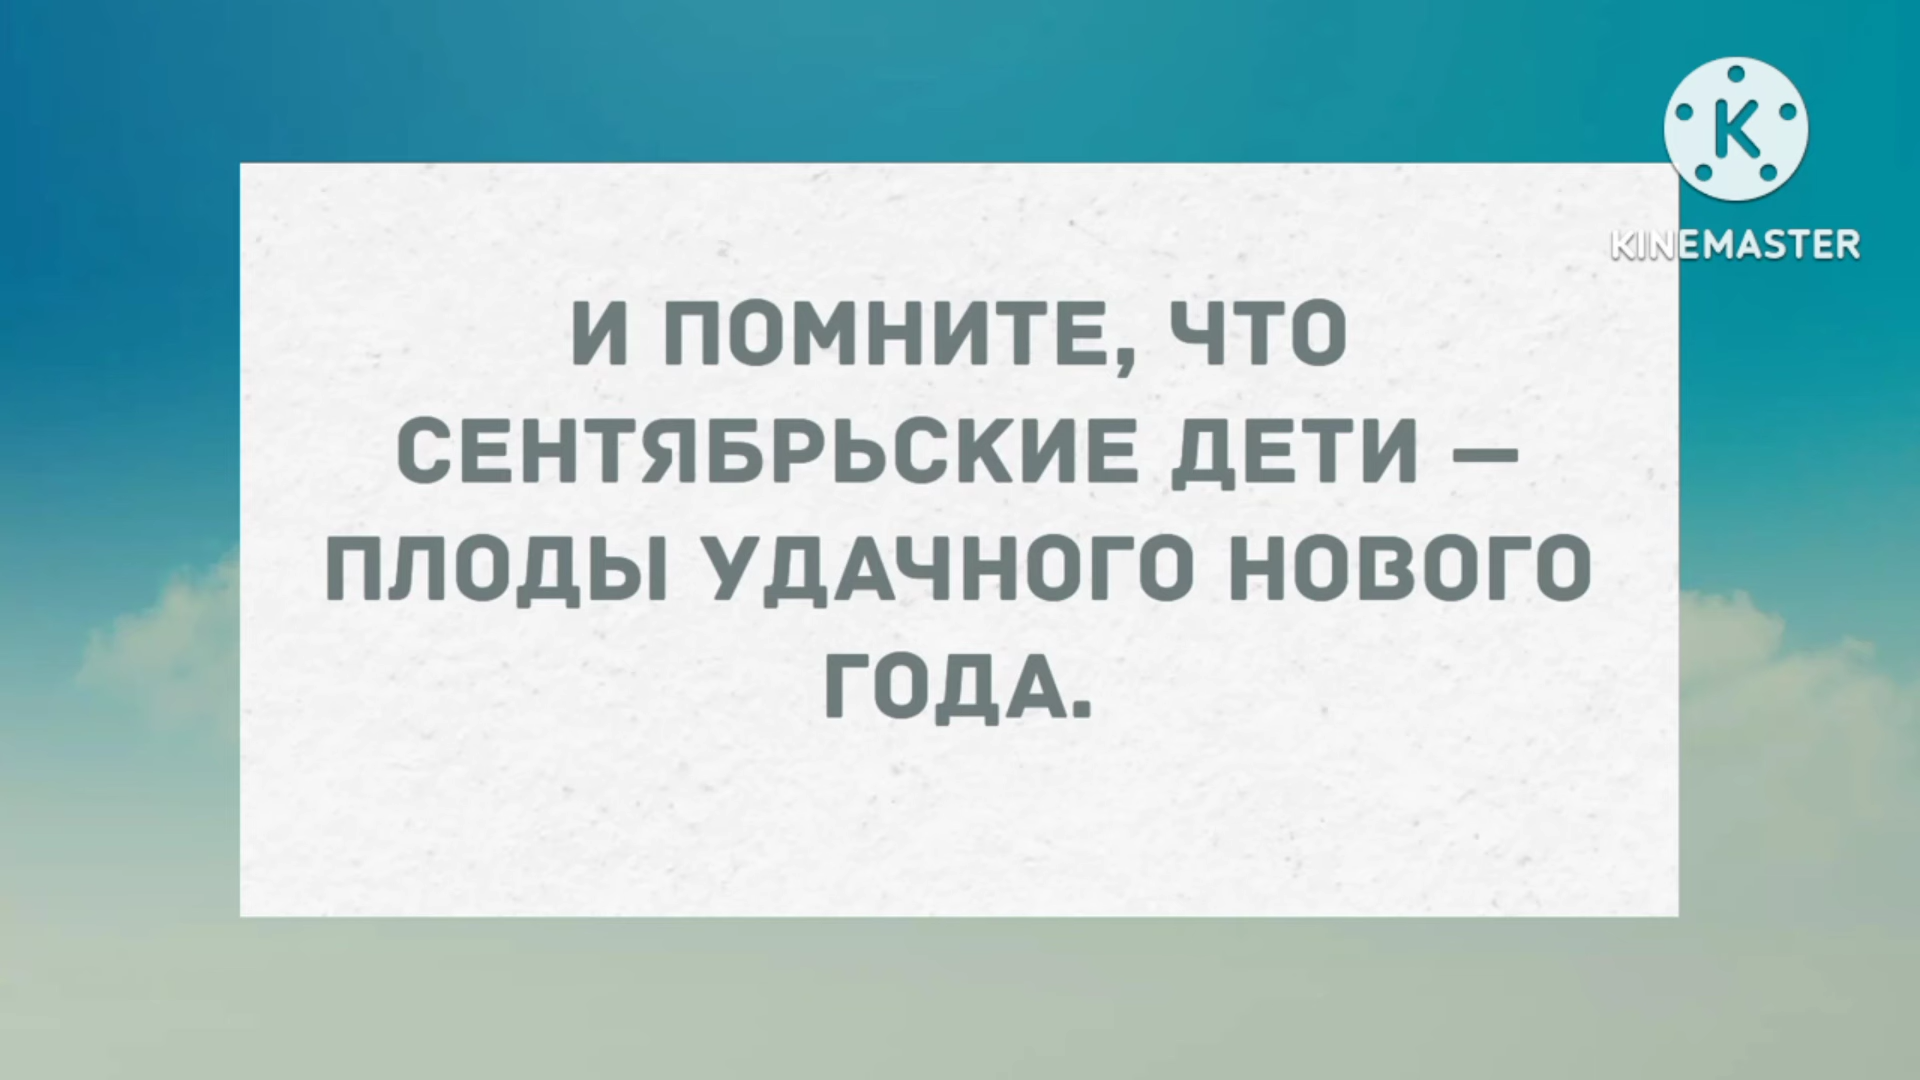 KINEMASTER
И ПОМНИТЕ, ЧТО
СЕНТЯБРЬСКИЕ ДЕТИ –
ПЛОДЫ УДАЧНОГО НОВОГО
ГОДА.